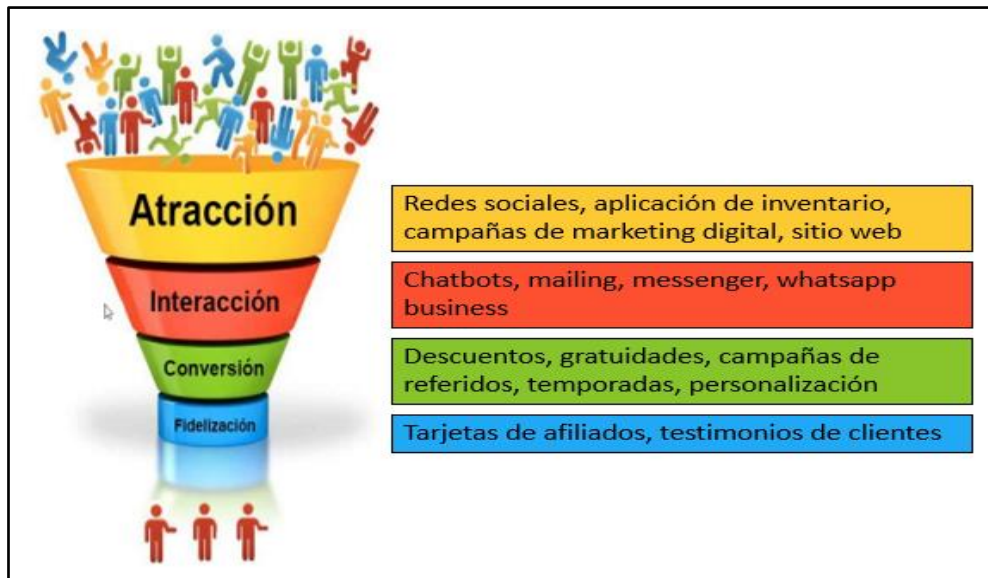 Atracción
Redes sociales, aplicación de inventario,
campañas de marketing digital, sitio web
Interacción
Chatbots, mailing, messenger, whatsapp
business
Conversión
Descuentos, gratuidades, campañas de
referidos, temporadas, personalización
Fidelización
Tarjetas de afiliados, testimonios de clientes